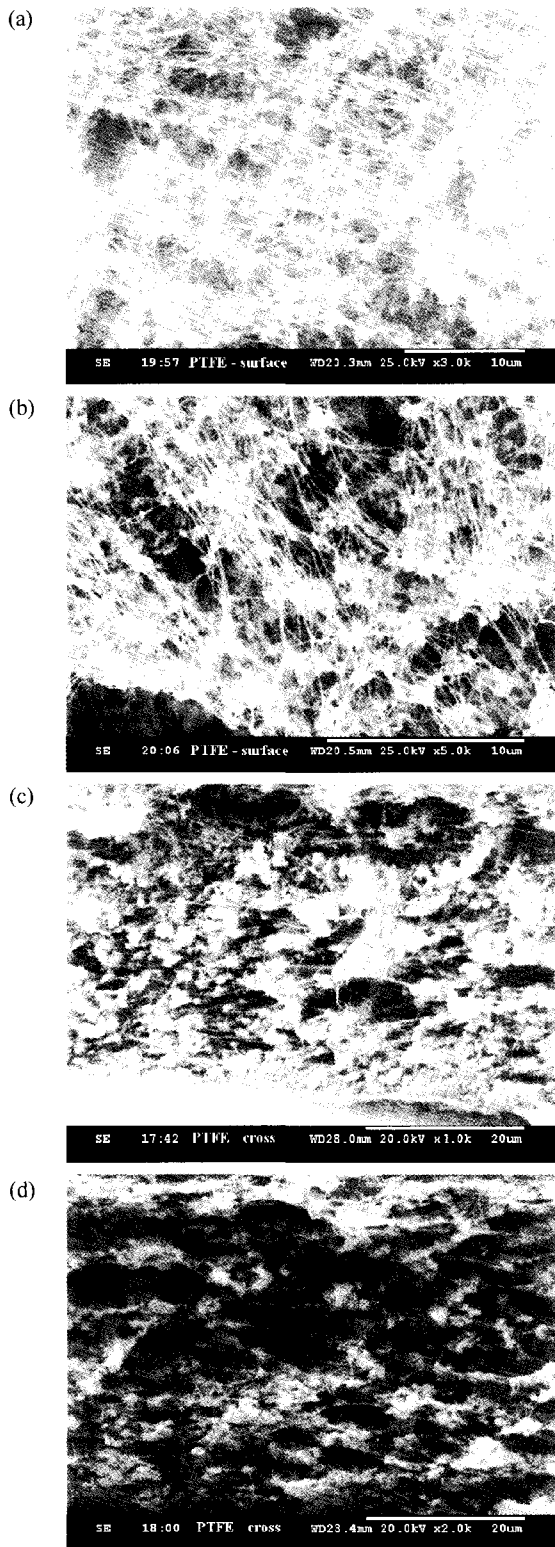 (a)
SE 19:57 PTFE - surface WD20.3mm 25.0kV x3.0k 10um
(b)
SE 20:06 PTFE - surface WD20.5mm 25.0kV x5.0k 10um
(c)
SE 17:42 PTFE cross WD28.0mm 20.0kV x1.0k 20um
(d)
SE 18:00 PTFE cross WD23.4mm 20.0kV x2.0k 20um